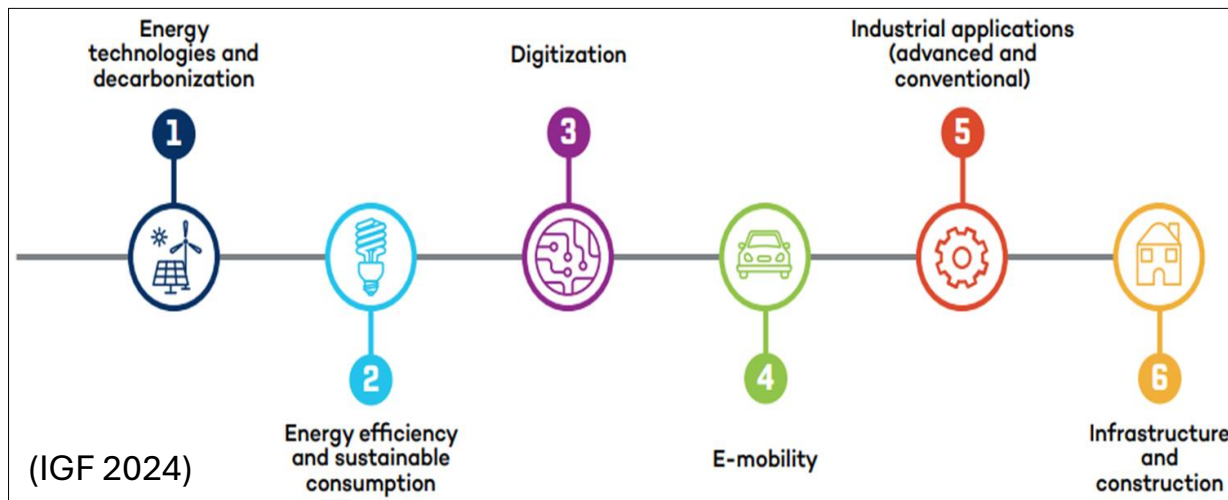 Energy
technologies and
decarbonization
1
2
Energy efficiency
and sustainable
consumption
Digitization
3
4
E-mobility
Industrial applications
(advanced and
conventional)
5
6
Infrastructure
and
construction
(IGF 2024)